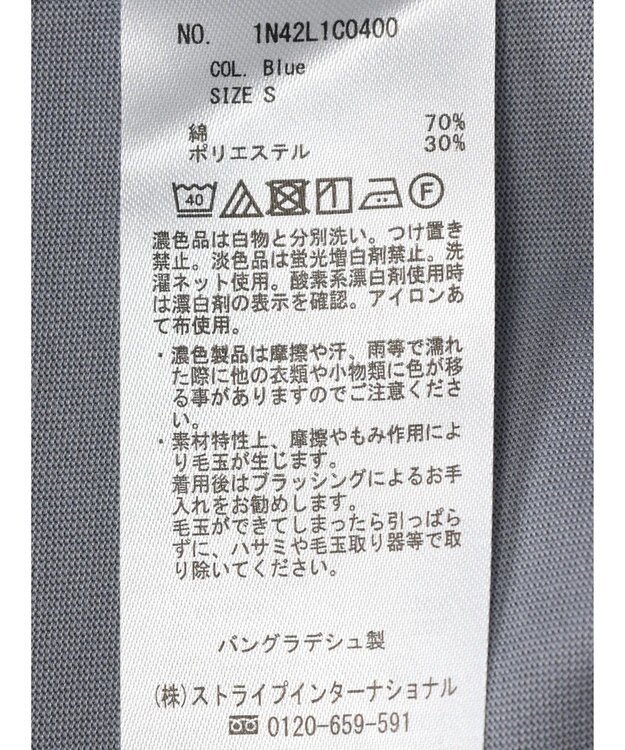 NO. 1N42L1C0400
COL. Blue
SIZE S
綿 70%
ポリエステル 30%
40 F
濃色品は白物と分別洗い。つけ置き
禁止。淡色品は蛍光増白剤禁止。洗
濯ネット使用。酸素系漂白剤使用時
は漂白剤の表示を確認。アイロンあ
て布使用。
・濃色製品は摩擦や汗、雨等で濡れ
た際に他の衣類や小物類に色が移
る事がありますのでご注意くださ
い。
・素材特性上、摩擦やもみ作用によ
り毛玉が生じます。
着用後はブラッシングによるお手
入れをお勧めします。
毛玉ができてしまったら引っぱら
ずに、ハサミや毛玉取り器等で取
り除いてください。
バングラデシュ製
(株)ストライプインターナショナル
0120-659-591